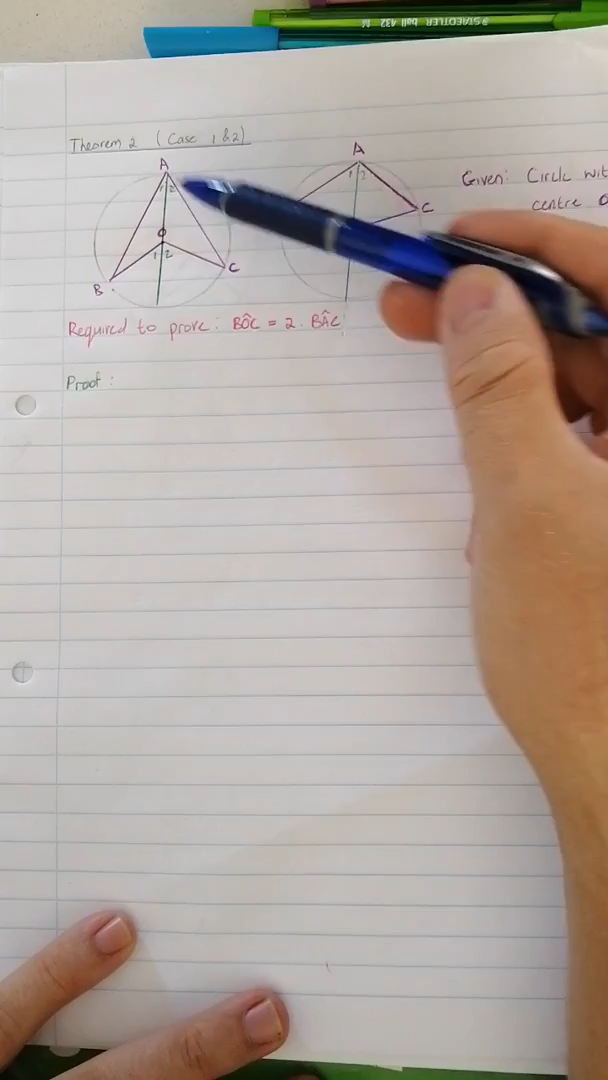 STAEDTLER ball 432 M
Theorem 2 (Case 1 & 2)
A
1 2
O
1 2
B
C
A
1 2
C
Given: Circle wit
centre O
Required to prove: BÔC = 2. BÂC
Proof: